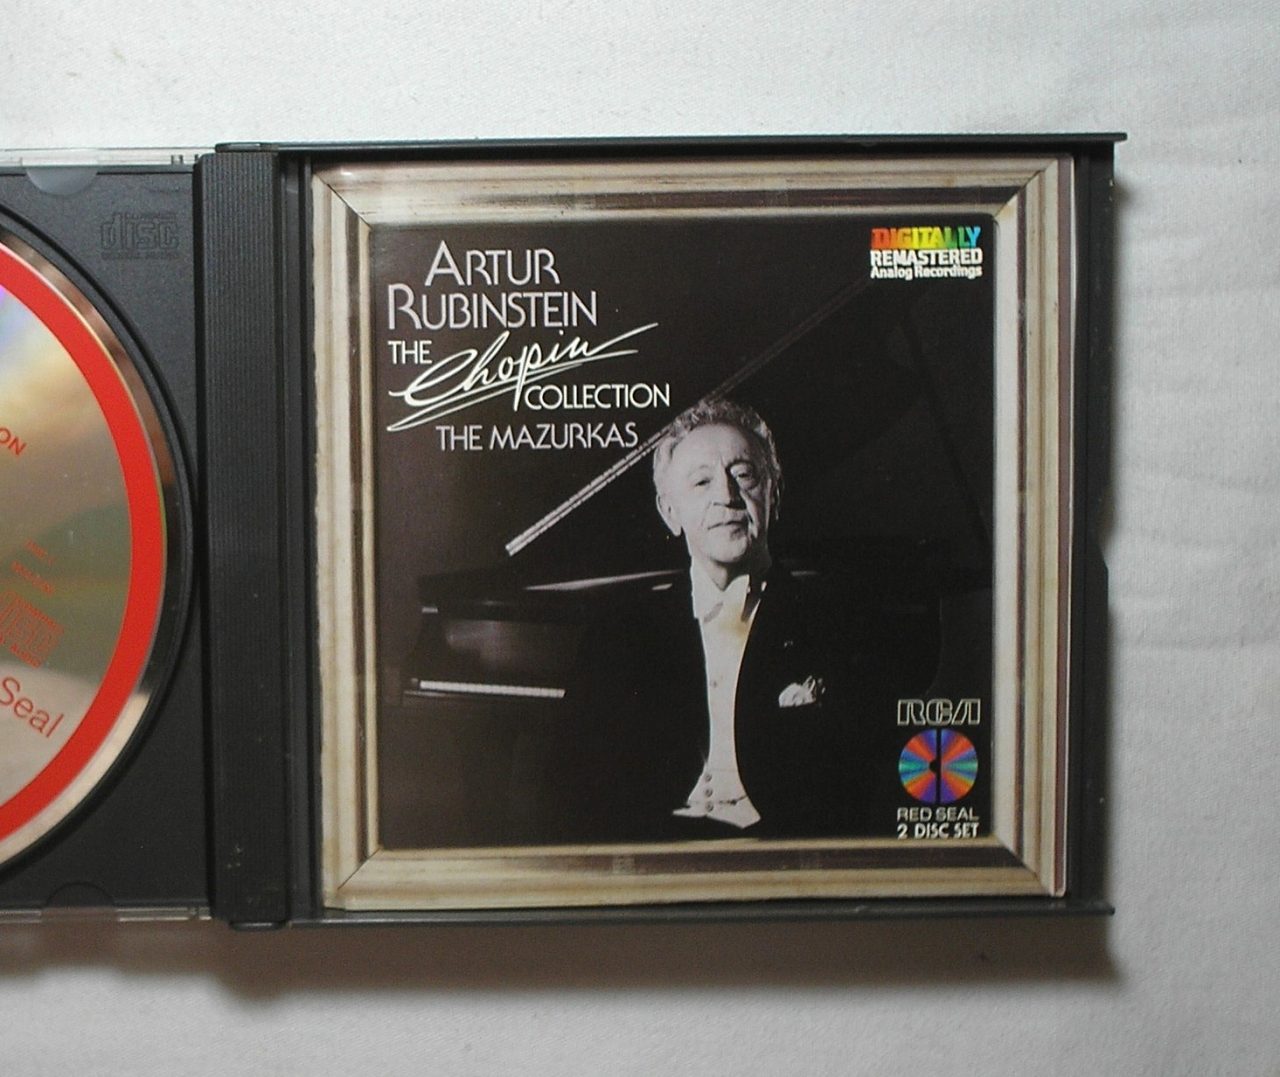 ARTUR
RUBINSTEIN
THE Chopin
COLLECTION
THE MAZURKAS
DIGITALLY
REMASTERED
Analog Recordings
RCA
RED SEAL
2 DISC SET
disc
ON
Seal